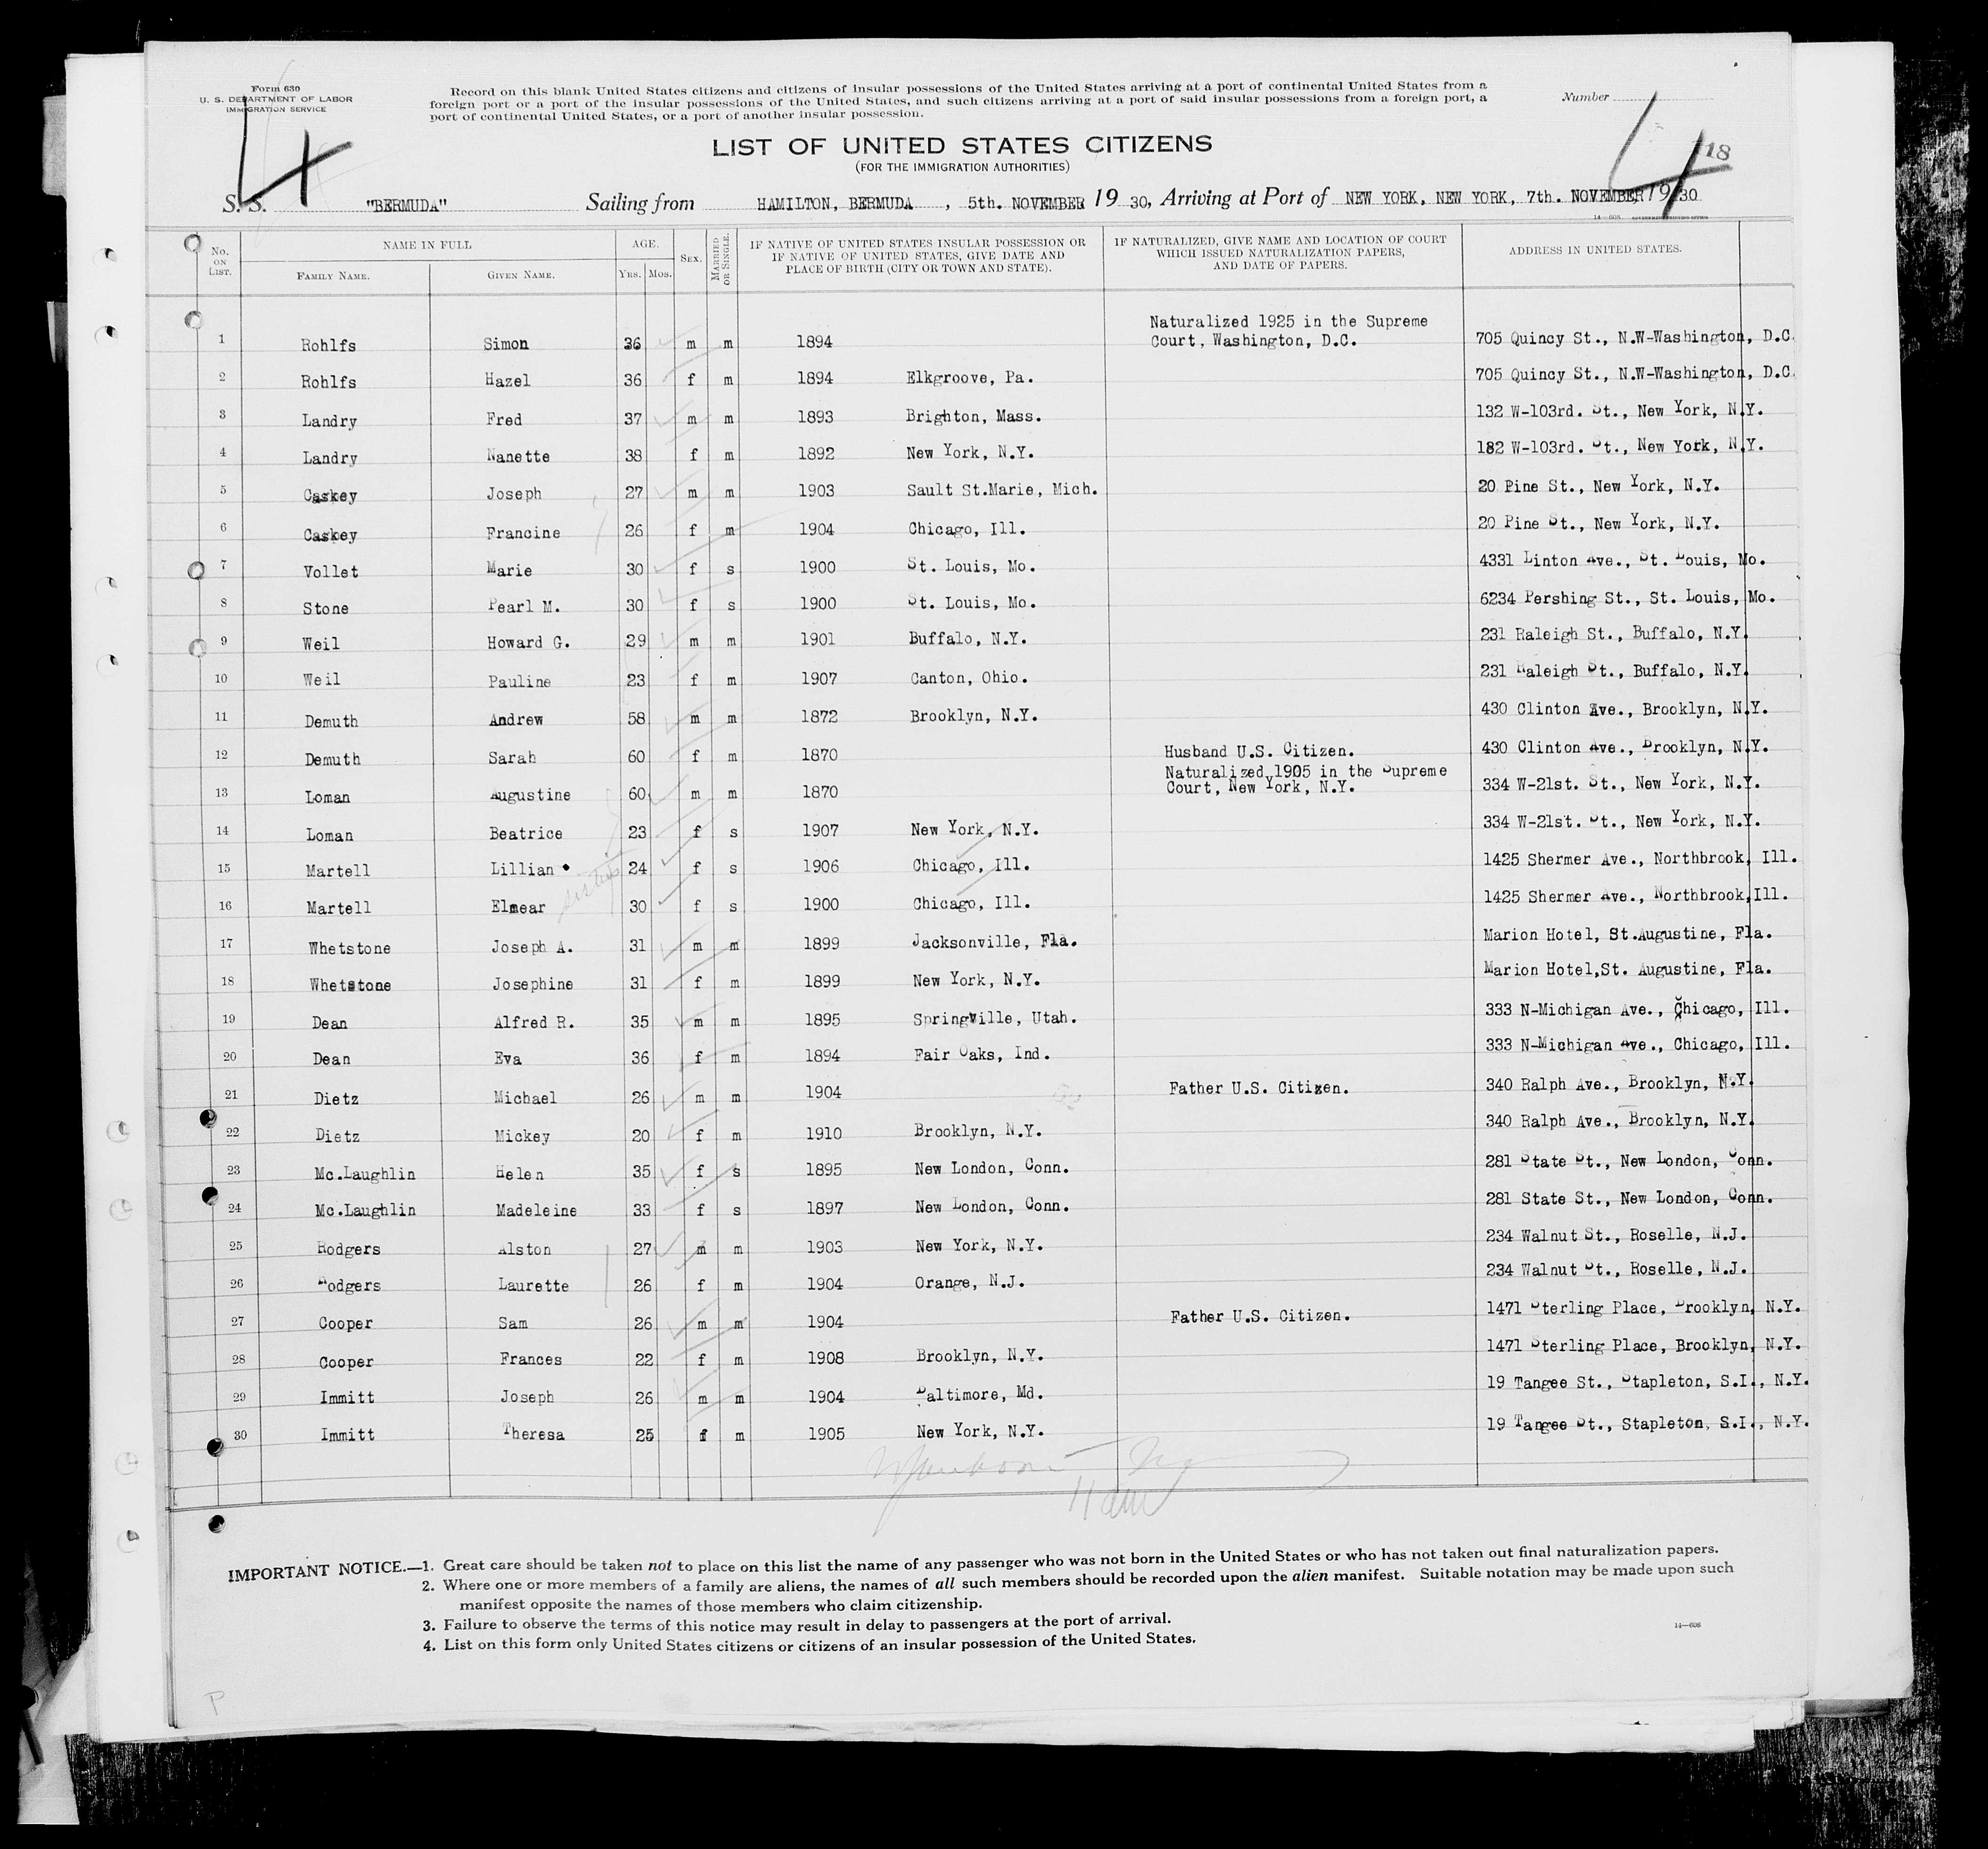 Form 630
U. S. DEPARTMENT OF LABOR
IMMIGRATION SERVICE
Record on this blank United States citizens and citizens of insular possessions of the United States arriving at a port of continental United States from a
foreign port or a port of the insular possessions of the United States, and such citizens arriving at a port of said insular possessions from a foreign port, a
port of continental United States, or a port of another insular possession.
Number
4
4
18
LIST OF UNITED STATES CITIZENS
(FOR THE IMMIGRATION AUTHORITIES)
S. S. "BERMUDA" Sailing from HAMILTON, BERMUDA , 5th. NOVEMBER 19 30, Arriving at Port of NEW YORK, NEW YORK, 7th. NOVEMBER 19 30
No. ON LIST. NAME IN FULL AGE. SEX. MARRIED OR SINGLE. IF NATIVE OF UNITED STATES INSULAR POSSESSION OR IF NATIVE OF UNITED STATES, GIVE DATE AND PLACE OF BIRTH (CITY OR TOWN AND STATE). IF NATURALIZED, GIVE NAME AND LOCATION OF COURT WHICH ISSUED NATURALIZATION PAPERS, AND DATE OF PAPERS. ADDRESS IN UNITED STATES.
FAMILY NAME. GIVEN NAME. YRS. MOS.
1 Rohlfs Simon 36 m m 1894 Naturalized 1925 in the Supreme Court, Washington, D.C. 705 Quincy St., N.W-Washington, D.C.
2 Rohlfs Hazel 36 f m 1894 Elkgroove, Pa. 705 Quincy St., N.W-Washington, D.C.
3 Landry Fred 37 m m 1893 Brighton, Mass. 132 W-103rd. St., New York, N.Y.
4 Landry Nanette 38 f m 1892 New York, N.Y. 182 W-103rd. St., New York, N.Y.
5 Caskey Joseph 27 m m 1903 Sault St.Marie, Mich. 20 Pine St., New York, N.Y.
6 Caskey Francine 26 f m 1904 Chicago, Ill. 20 Pine St., New York, N.Y.
7 Vollet Marie 30 f s 1900 St. Louis, Mo. 4331 Linton Ave., St. Louis, Mo.
8 Stone Pearl M. 30 f s 1900 St. Louis, Mo. 6234 Pershing St., St. Louis, Mo.
9 Weil Howard G. 29 m m 1901 Buffalo, N.Y. 231 Raleigh St., Buffalo, N.Y.
10 Weil Pauline 23 f m 1907 Canton, Ohio. 231 Raleigh St., Buffalo, N.Y.
11 Demuth Andrew 58 m m 1872 Brooklyn, N.Y. 430 Clinton Ave., Brooklyn, N.Y.
12 Demuth Sarah 60 f m 1870 Husband U.S. Citizen. 430 Clinton Ave., Brooklyn, N.Y.
13 Loman Augustine 60 m m 1870 Naturalized 1905 in the Supreme Court, New York, N.Y. 334 W-21st. St., New York, N.Y.
14 Loman Beatrice 23 f s 1907 New York, N.Y. 334 W-21st. St., New York, N.Y.
15 Martell Lillian 24 f s 1906 Chicago, Ill. 1425 Shermer Ave., Northbrook, Ill.
sisters
16 Martell Elmear 30 f s 1900 Chicago, Ill. 1425 Shermer Ave., Northbrook, Ill.
17 Whetstone Joseph A. 31 m m 1899 Jacksonville, Fla. Marion Hotel, St.Augustine, Fla.
18 Whetstone Josephine 31 f m 1899 New York, N.Y. Marion Hotel,St. Augustine, Fla.
19 Dean Alfred R. 35 m m 1895 Springville, Utah. 333 N-Michigan Ave., Chicago, Ill.
20 Dean Eva 36 f m 1894 Fair Oaks, Ind. 333 N-Michigan Ave., Chicago, Ill.
21 Dietz Michael 26 m m 1904 Father U.S. Citizen. 340 Ralph Ave., Brooklyn, N.Y.
22 Dietz Mickey 20 f m 1910 Brooklyn, N.Y. 340 Ralph Ave., Brooklyn, N.Y.
23 Mc.Laughlin Helen 35 f s 1895 New London, Conn. 281 State St., New London, Conn.
24 Mc.Laughlin Madeleine 33 f s 1897 New London, Conn. 281 State St., New London, Conn.
25 Rodgers Alston 27 m m 1903 New York, N.Y. 234 Walnut St., Roselle, N.J.
26 Rodgers Laurette 26 f m 1904 Orange, N.J. 234 Walnut St., Roselle, N.J.
27 Cooper Sam 26 m m 1904 Father U.S. Citizen. 1471 Sterling Place, Brooklyn, N.Y.
28 Cooper Frances 22 f m 1908 Brooklyn, N.Y. 1471 Sterling Place, Brooklyn, N.Y.
29 Immitt Joseph 26 m m 1904 Baltimore, Md. 19 Tangee St., Stapleton, S.I., N.Y.
30 Immitt Theresa 25 f m 1905 New York, N.Y. 19 Tangee St., Stapleton, S.I., N.Y.
IMPORTANT NOTICE.—1. Great care should be taken not to place on this list the name of any passenger who was not born in the United States or who has not taken out final naturalization papers.
2. Where one or more members of a family are aliens, the names of all such members should be recorded upon the alien manifest. Suitable notation may be made upon such
manifest opposite the names of those members who claim citizenship.
3. Failure to observe the terms of this notice may result in delay to passengers at the port of arrival.
4. List on this form only United States citizens or citizens of an insular possession of the United States.
14—608
P